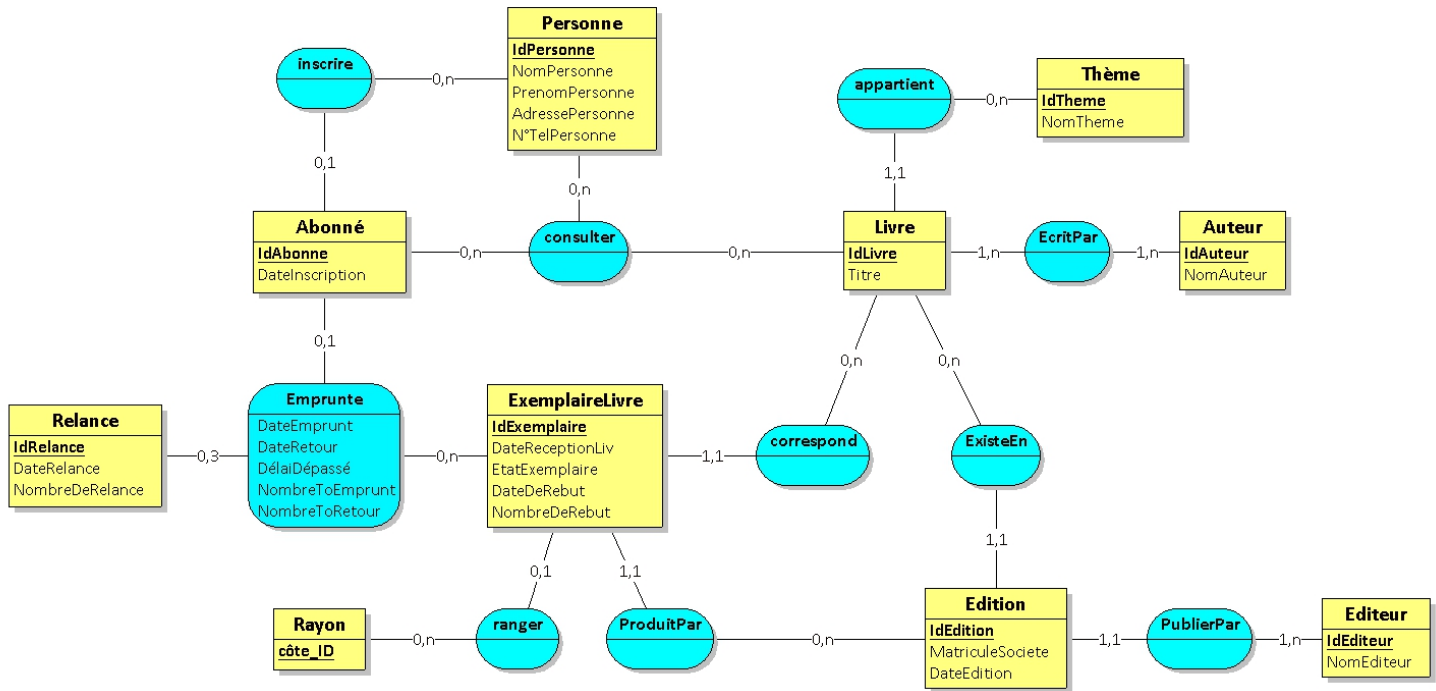 Personne
IdPersonne
NomPersonne
PrenomPersonne
AdressePersonne
N°TelPersonne
inscrire
0,n
0,1
0,n
appartient
0,n
1,1
Thème
IdTheme
NomTheme
Abonné
IdAbonne
DateInscription
0,n
consulter
0,n
Livre
IdLivre
Titre
1,n
EcritPar
1,n
Auteur
IdAuteur
NomAuteur
0,1
0,n
0,n
Relance
IdRelance
DateRelance
NombreDeRelance
0,3
Emprunte
DateEmprunt
DateRetour
DélaiDépassé
NombreToEmprunt
NombreToRetour
0,n
ExemplaireLivre
IdExemplaire
DateReceptionLiv
EtatExemplaire
DateDeRebut
NombreDeRebut
1,1
correspond
ExisteEn
1,1
0,1
1,1
Rayon
côte_ID
0,n
ranger
ProduitPar
0,n
Edition
IdEdition
MatriculeSociete
DateEdition
1,1
PublierPar
1,n
Editeur
IdEditeur
NomEditeur